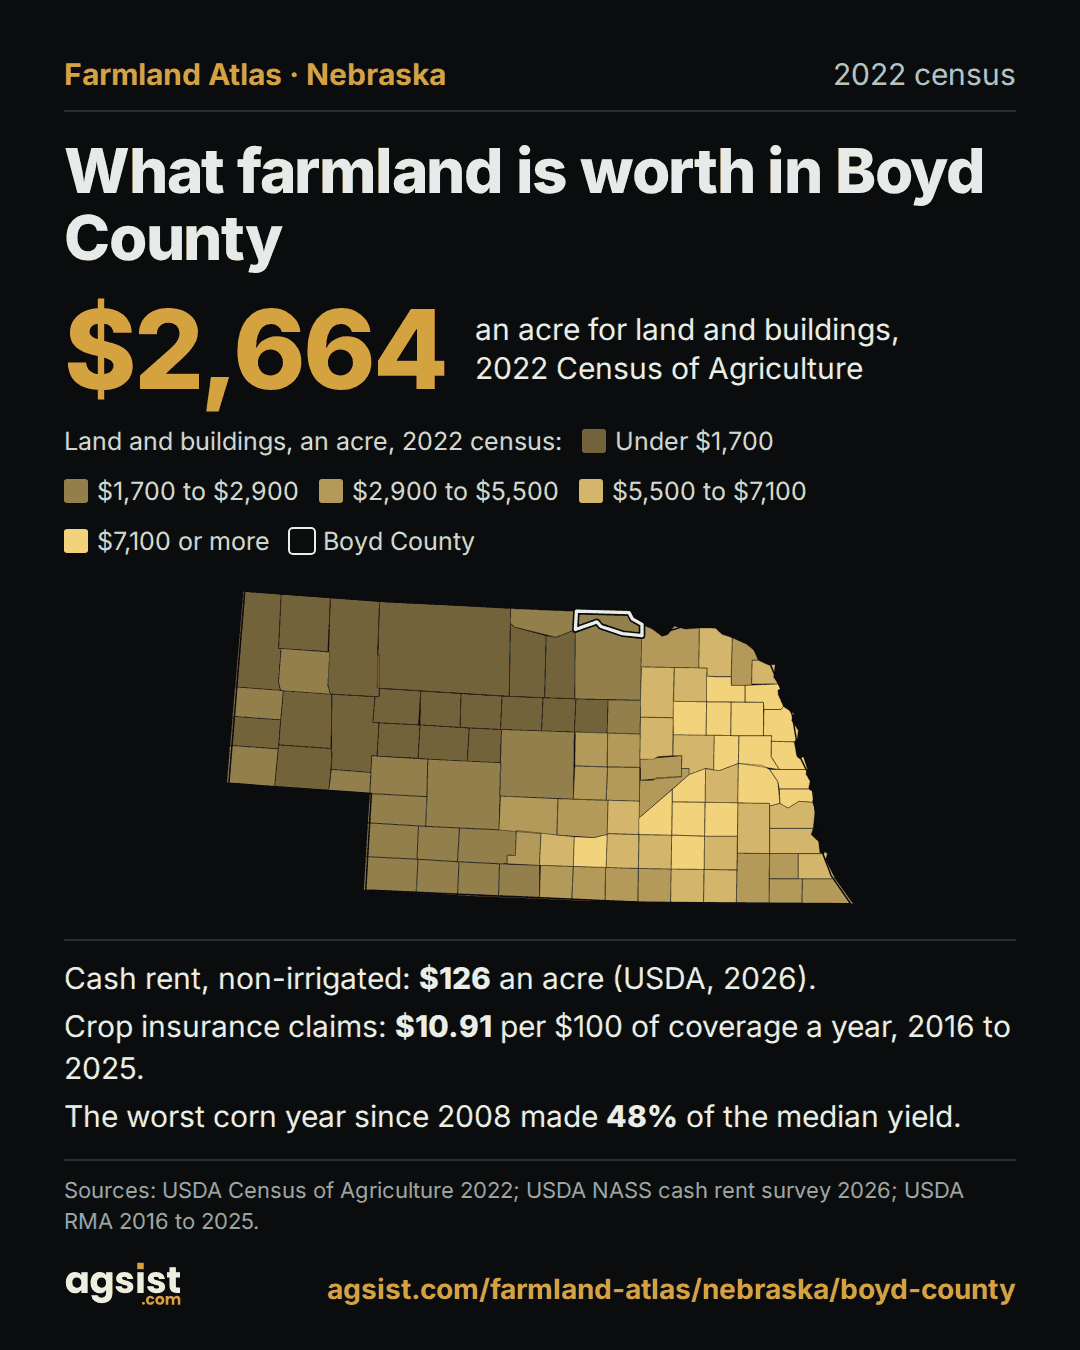 Farmland Atlas · Nebraska
2022 census
What farmland is worth in Boyd
County
$2,664
an acre for land and buildings,
2022 Census of Agriculture
Land and buildings, an acre, 2022 census: Under $1,700
$1,700 to $2,900 $2,900 to $5,500 $5,500 to $7,100
$7,100 or more Boyd County
Cash rent, non-irrigated: $126 an acre (USDA, 2026).
Crop insurance claims: $10.91 per $100 of coverage a year, 2016 to
2025.
The worst corn year since 2008 made 48% of the median yield.
Sources: USDA Census of Agriculture 2022; USDA NASS cash rent survey 2026; USDA
RMA 2016 to 2025.
agsist
.com
agsist.com/farmland-atlas/nebraska/boyd-county